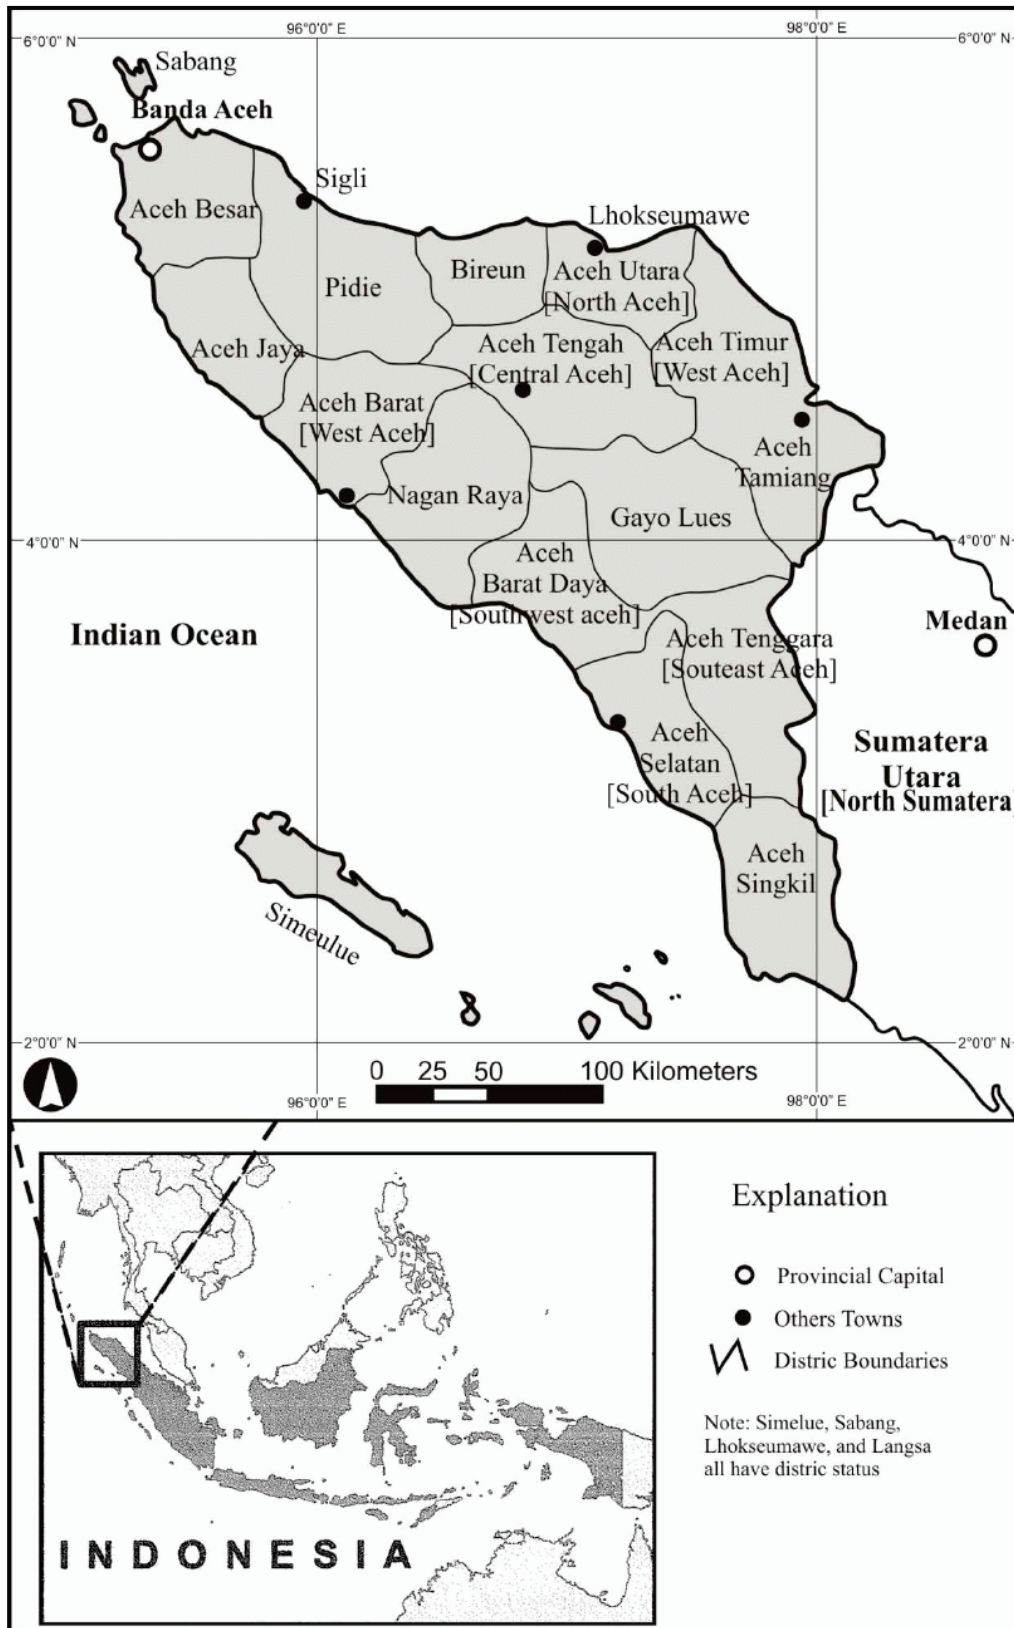 96°0'0" E
98°0'0" E
6°0'0" N
6°0'0" N
Sabang
Banda Aceh
Sigli
Lhokseumawe
Aceh Besar
Pidie
Bireun
Aceh Utara
[North Aceh]
Aceh Jaya
Aceh Tengah
[Central Aceh]
Aceh Timur
[West Aceh]
Aceh Barat
[West Aceh]
Aceh
Tamiang
Nagan Raya
Gayo Lues
4°0'0" N
4°0'0" N
Aceh
Barat Daya
[Southwest aceh]
Indian Ocean
Medan
Aceh Tenggara
[Souteast Aceh]
Aceh
Selatan
[South Aceh]
Sumatera
Utara
[North Sumatera]
Aceh
Singkil
Simeulue
2°0'0" N
2°0'0" N
0 25 50 100 Kilometers
96°0'0" E
98°0'0" E
Explanation
Provincial Capital
Others Towns
Distric Boundaries
Note: Simelue, Sabang,
Lhokseumawe, and Langsa
all have distric status
INDONESIA